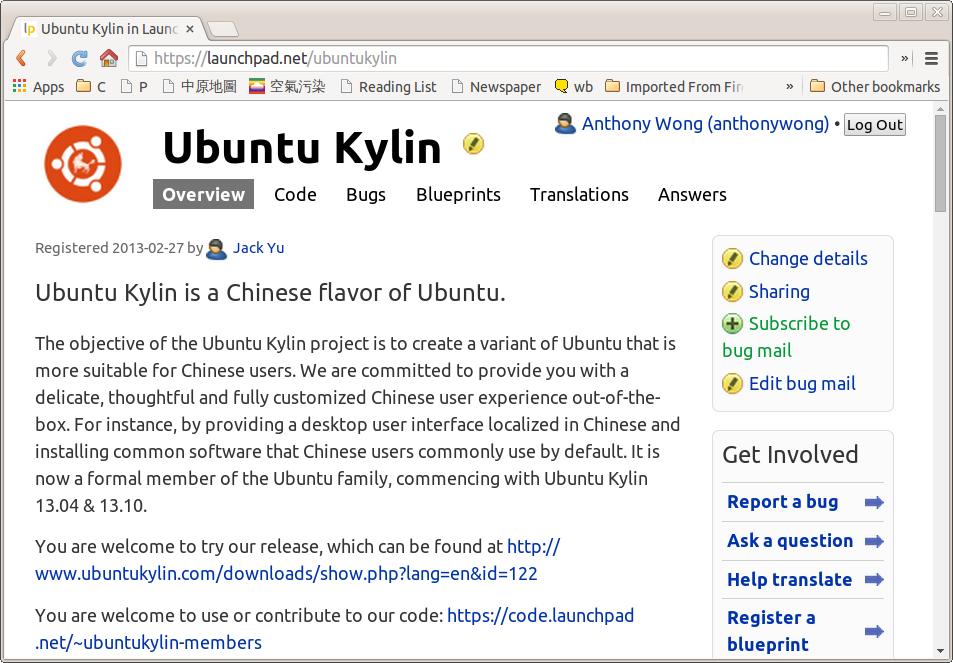 lp Ubuntu Kylin in Launc
https://launchpad.net/ubuntukylin
Apps C P 中原地圖 空氣污染 Reading List Newspaper wb Imported From Fir » Other bookmarks
Anthony Wong (anthonywong) • Log Out
Ubuntu Kylin
Overview Code Bugs Blueprints Translations Answers
Registered 2013-02-27 by Jack Yu
Ubuntu Kylin is a Chinese flavor of Ubuntu.
The objective of the Ubuntu Kylin project is to create a variant of Ubuntu that is
more suitable for Chinese users. We are committed to provide you with a
delicate, thoughtful and fully customized Chinese user experience out-of-the-
box. For instance, by providing a desktop user interface localized in Chinese and
installing common software that Chinese users commonly use by default. It is
now a formal member of the Ubuntu family, commencing with Ubuntu Kylin
13.04 & 13.10.
You are welcome to try our release, which can be found at http://
www.ubuntukylin.com/downloads/show.php?lang=en&id=122
You are welcome to use or contribute to our code: https://code.launchpad
.net/~ubuntukylin-members
Change details
Sharing
Subscribe to
bug mail
Edit bug mail
Get Involved
Report a bug
Ask a question
Help translate
Register a
blueprint